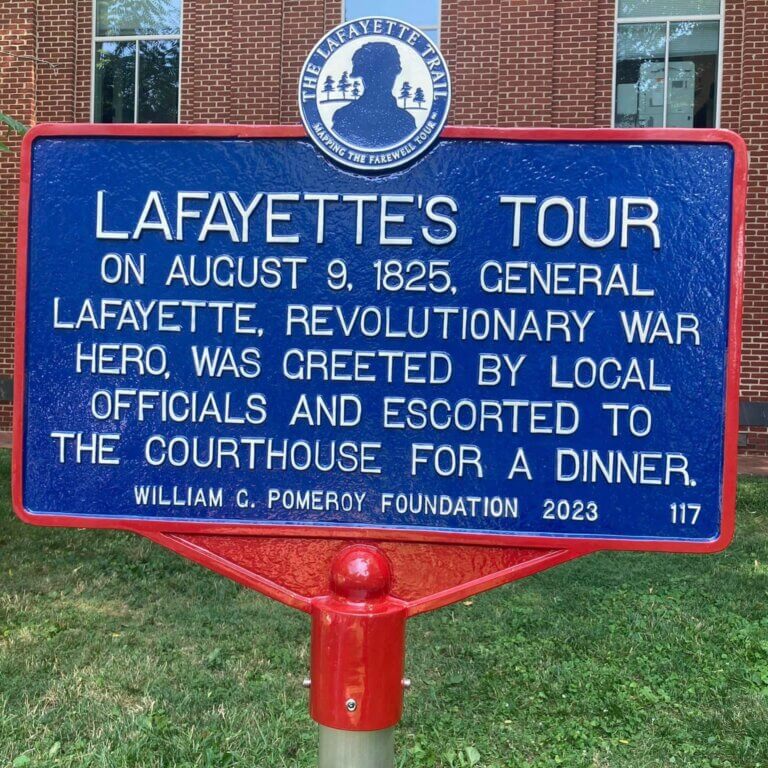 THE LAFAYETTE TRAIL
MAPPING THE FAREWELL TOUR
LAFAYETTE'S TOUR
ON AUGUST 9, 1825, GENERAL
LAFAYETTE, REVOLUTIONARY WAR
HERO, WAS GREETED BY LOCAL
OFFICIALS AND ESCORTED TO
THE COURTHOUSE FOR A DINNER.
WILLIAM G. POMEROY FOUNDATION 2023 117